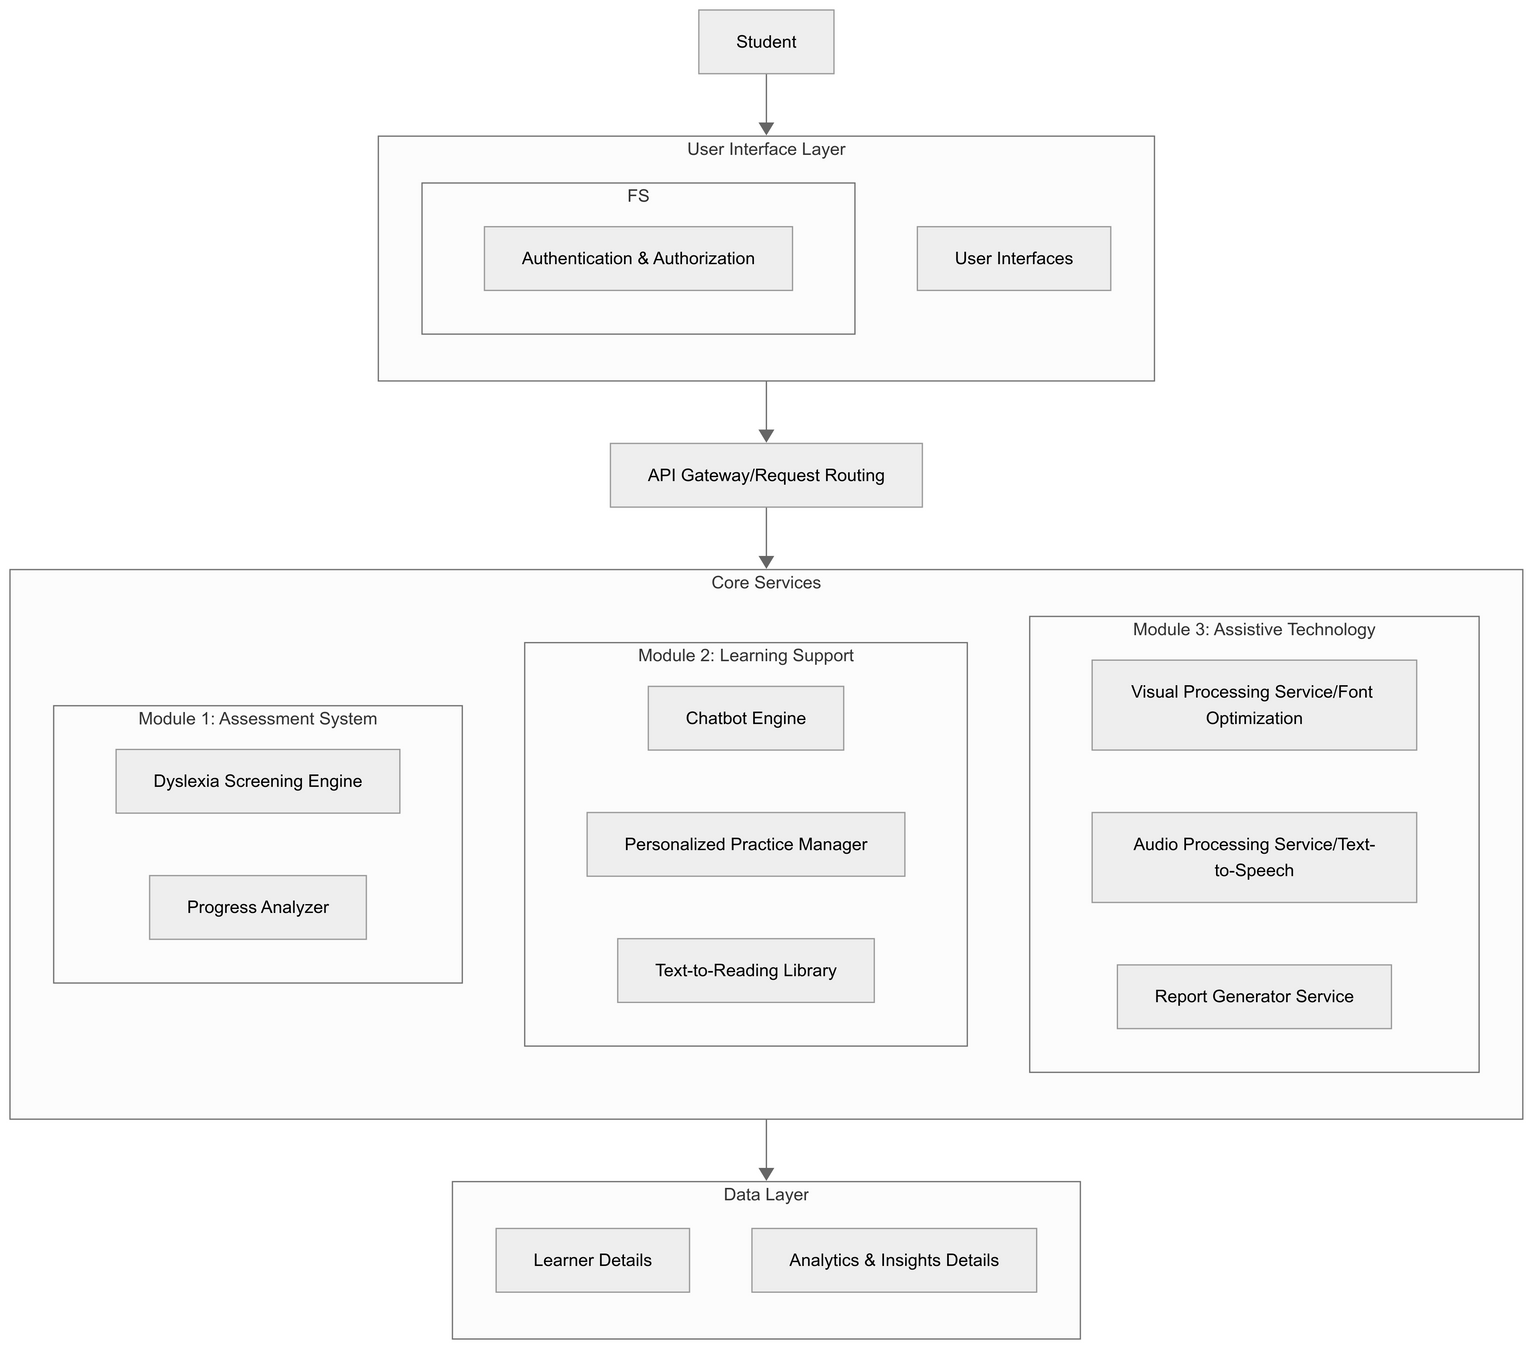 Student
User Interface Layer
FS
Authentication & Authorization
User Interfaces
API Gateway/Request Routing
Core Services
Module 1: Assessment System
Dyslexia Screening Engine
Progress Analyzer
Module 2: Learning Support
Chatbot Engine
Personalized Practice Manager
Text-to-Reading Library
Module 3: Assistive Technology
Visual Processing Service/Font
Optimization
Audio Processing Service/Text-
to-Speech
Report Generator Service
Data Layer
Learner Details
Analytics & Insights Details